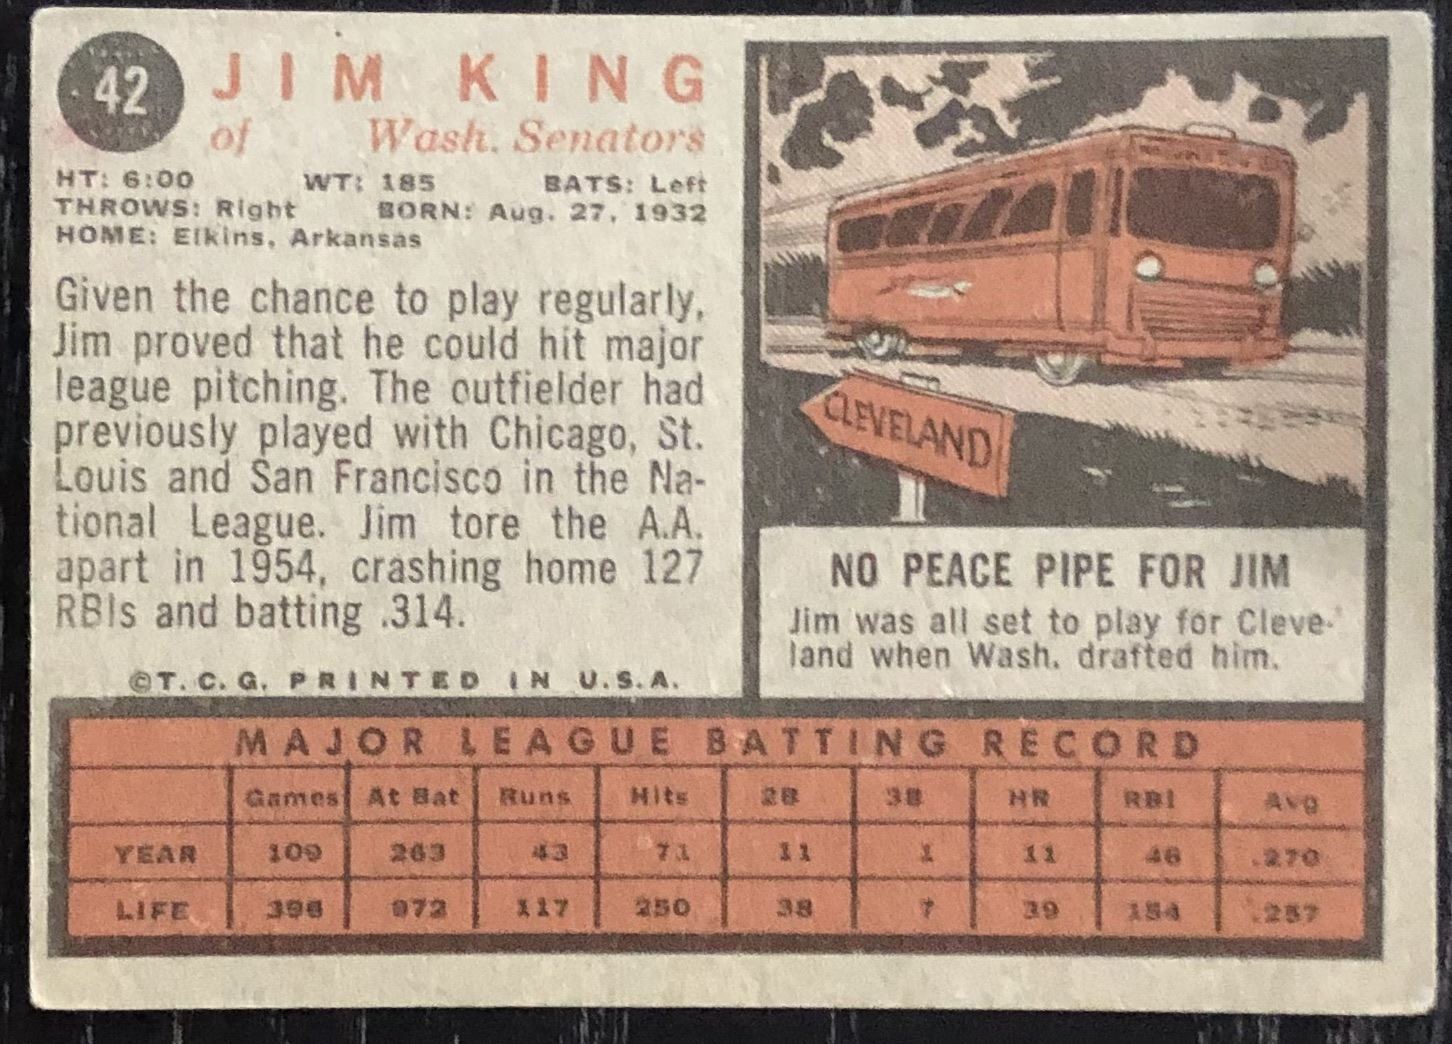 42
JIM KING
of Wash. Senators
HT: 6:00 WT: 185 BATS: Left
THROWS: Right BORN: Aug. 27, 1932
HOME: Elkins, Arkansas
Given the chance to play regularly,
Jim proved that he could hit major
league pitching. The outfielder had
previously played with Chicago, St.
Louis and San Francisco in the Na-
tional League. Jim tore the A.A.
apart in 1954, crashing home 127
RBIs and batting .314.
©T. C. G. PRINTED IN U.S.A.
CLEVELAND
NO PEACE PIPE FOR JIM
Jim was all set to play for Cleve-
land when Wash. drafted him.
MAJOR LEAGUE BATTING RECORD
Games At Bat Runs Hits 2B 3B HR RBI Avg
YEAR 109 263 43 71 11 1 11 46 .270
LIFE 396 972 117 250 38 7 39 154 .257